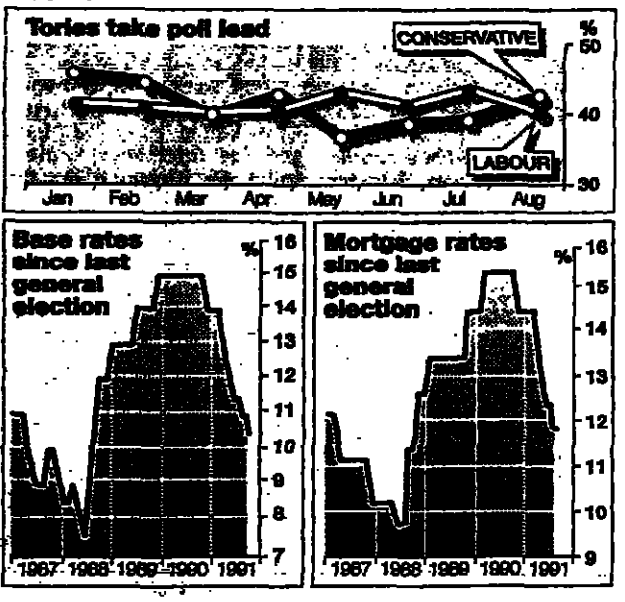 Tories take poll lead
%
CONSERVATIVE
50
40
LABOUR
30
Jan Feb Mar Apr May Jun Jul Aug
Base rates
since last
general
election
%
16
15
14
13
12
11
10
9
8
7
1987 1988 1989 1990 1991
Mortgage rates
since last
general
election
%
16
15
14
13
12
11
10
9
1987 1988 1989 1990 1991